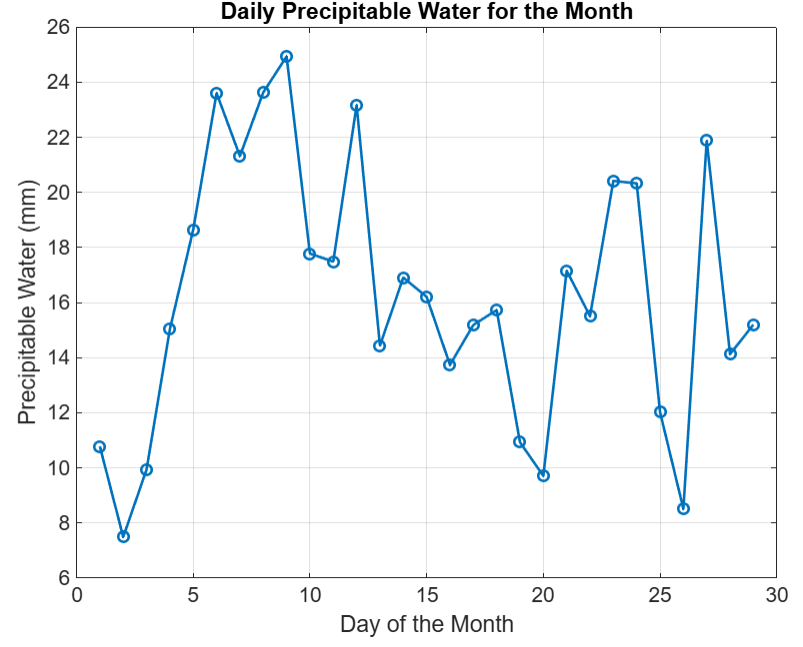 Daily Precipitable Water for the Month
26
24
22
20
18
16
14
12
10
8
6
Precipitable Water (mm)
0 5 10 15 20 25 30
Day of the Month